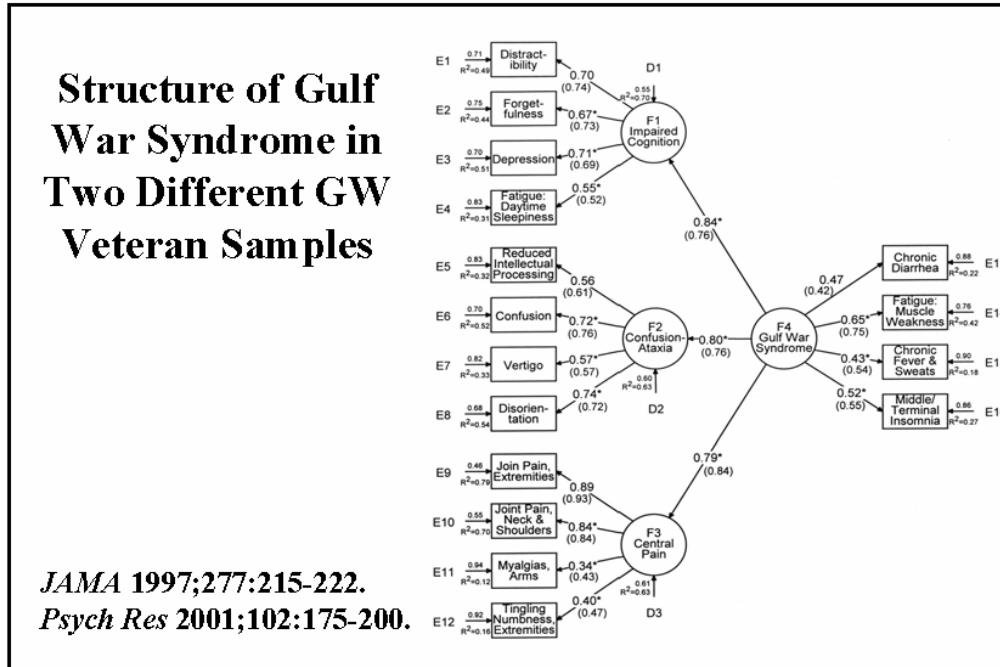 Structure of Gulf
War Syndrome in
Two Different GW
Veteran Samples
E1
0.71
R²=0.49
Distract-
ibility
0.70
(0.74)
D1
0.55
R²=0.70
E2
0.75
R²=0.44
Forget-
fulness
0.67*
(0.73)
F1
Impaired
Cognition
E3
0.70
R²=0.51
Depression
0.71*
(0.69)
E4
0.83
R²=0.31
Fatigue:
Daytime
Sleepiness
0.55*
(0.52)
0.84*
(0.76)
E5
0.83
R²=0.32
Reduced
Intellectual
Processing
0.56
(0.61)
E6
0.70
R²=0.52
Confusion
0.72*
(0.76)
F2
Confusion-
Ataxia
0.80*
(0.76)
E7
0.82
R²=0.33
Vertigo
0.57*
(0.57)
E8
0.68
R²=0.54
Disorien-
tation
0.74*
(0.72)
0.60
R²=0.63
D2
F4
Gulf War
Syndrome
0.47
(0.42)
Chronic
Diarrhea
0.88
R²=0.22
E1
0.65*
(0.75)
Fatigue:
Muscle
Weakness
0.76
R²=0.42
E1
0.43*
(0.54)
Chronic
Fever &
Sweats
0.90
R²=0.18
E1
0.52*
(0.55)
Middle/
Terminal
Insomnia
0.86
R²=0.27
E1
0.79*
(0.84)
E9
0.46
R²=0.79
Join Pain,
Extremities
0.89
(0.93)
E10
0.55
R²=0.70
Joint Pain,
Neck &
Shoulders
0.84*
(0.84)
F3
Central
Pain
E11
0.94
R²=0.12
Myalgias,
Arms
0.34*
(0.43)
E12
0.92
R²=0.16
Tingling
Numbness,
Extremities
0.40*
(0.47)
0.61
R²=0.63
D3
JAMA 1997;277:215-222.
Psych Res 2001;102:175-200.